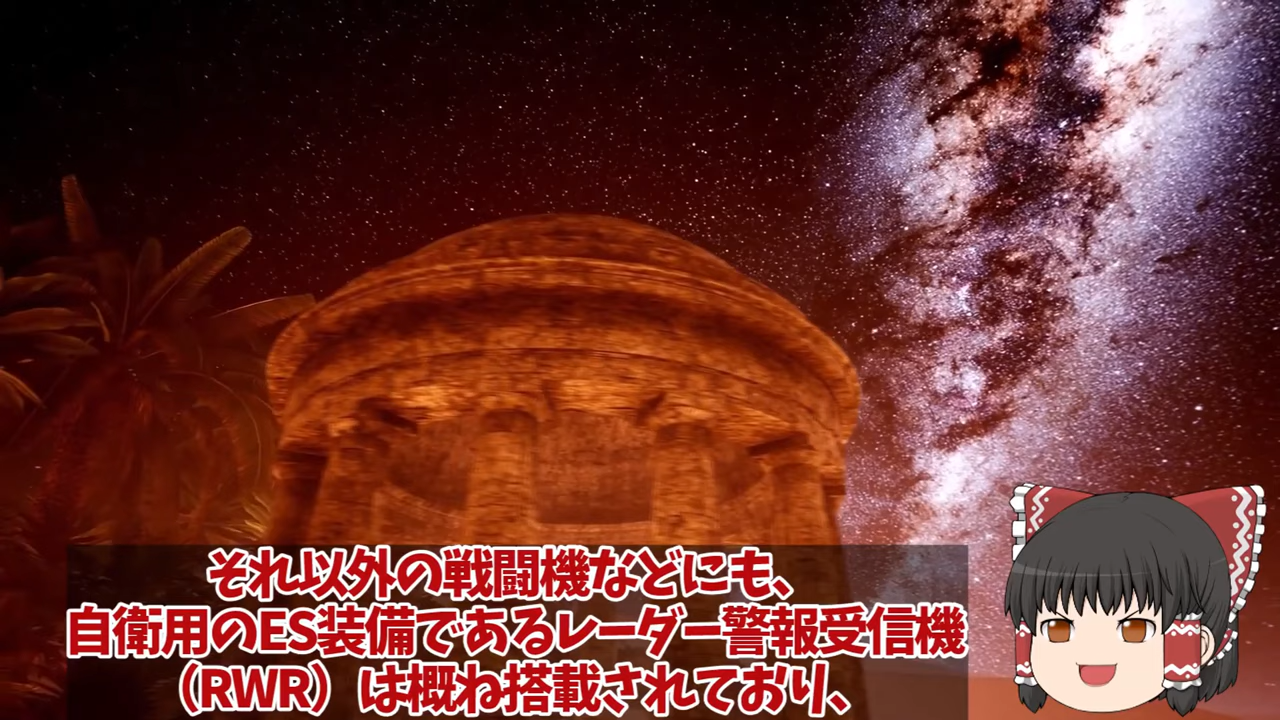 それ以外の戦闘機などにも、
自衛用のES装備であるレーダー警報受信機
（RWR）は概ね搭載されており、